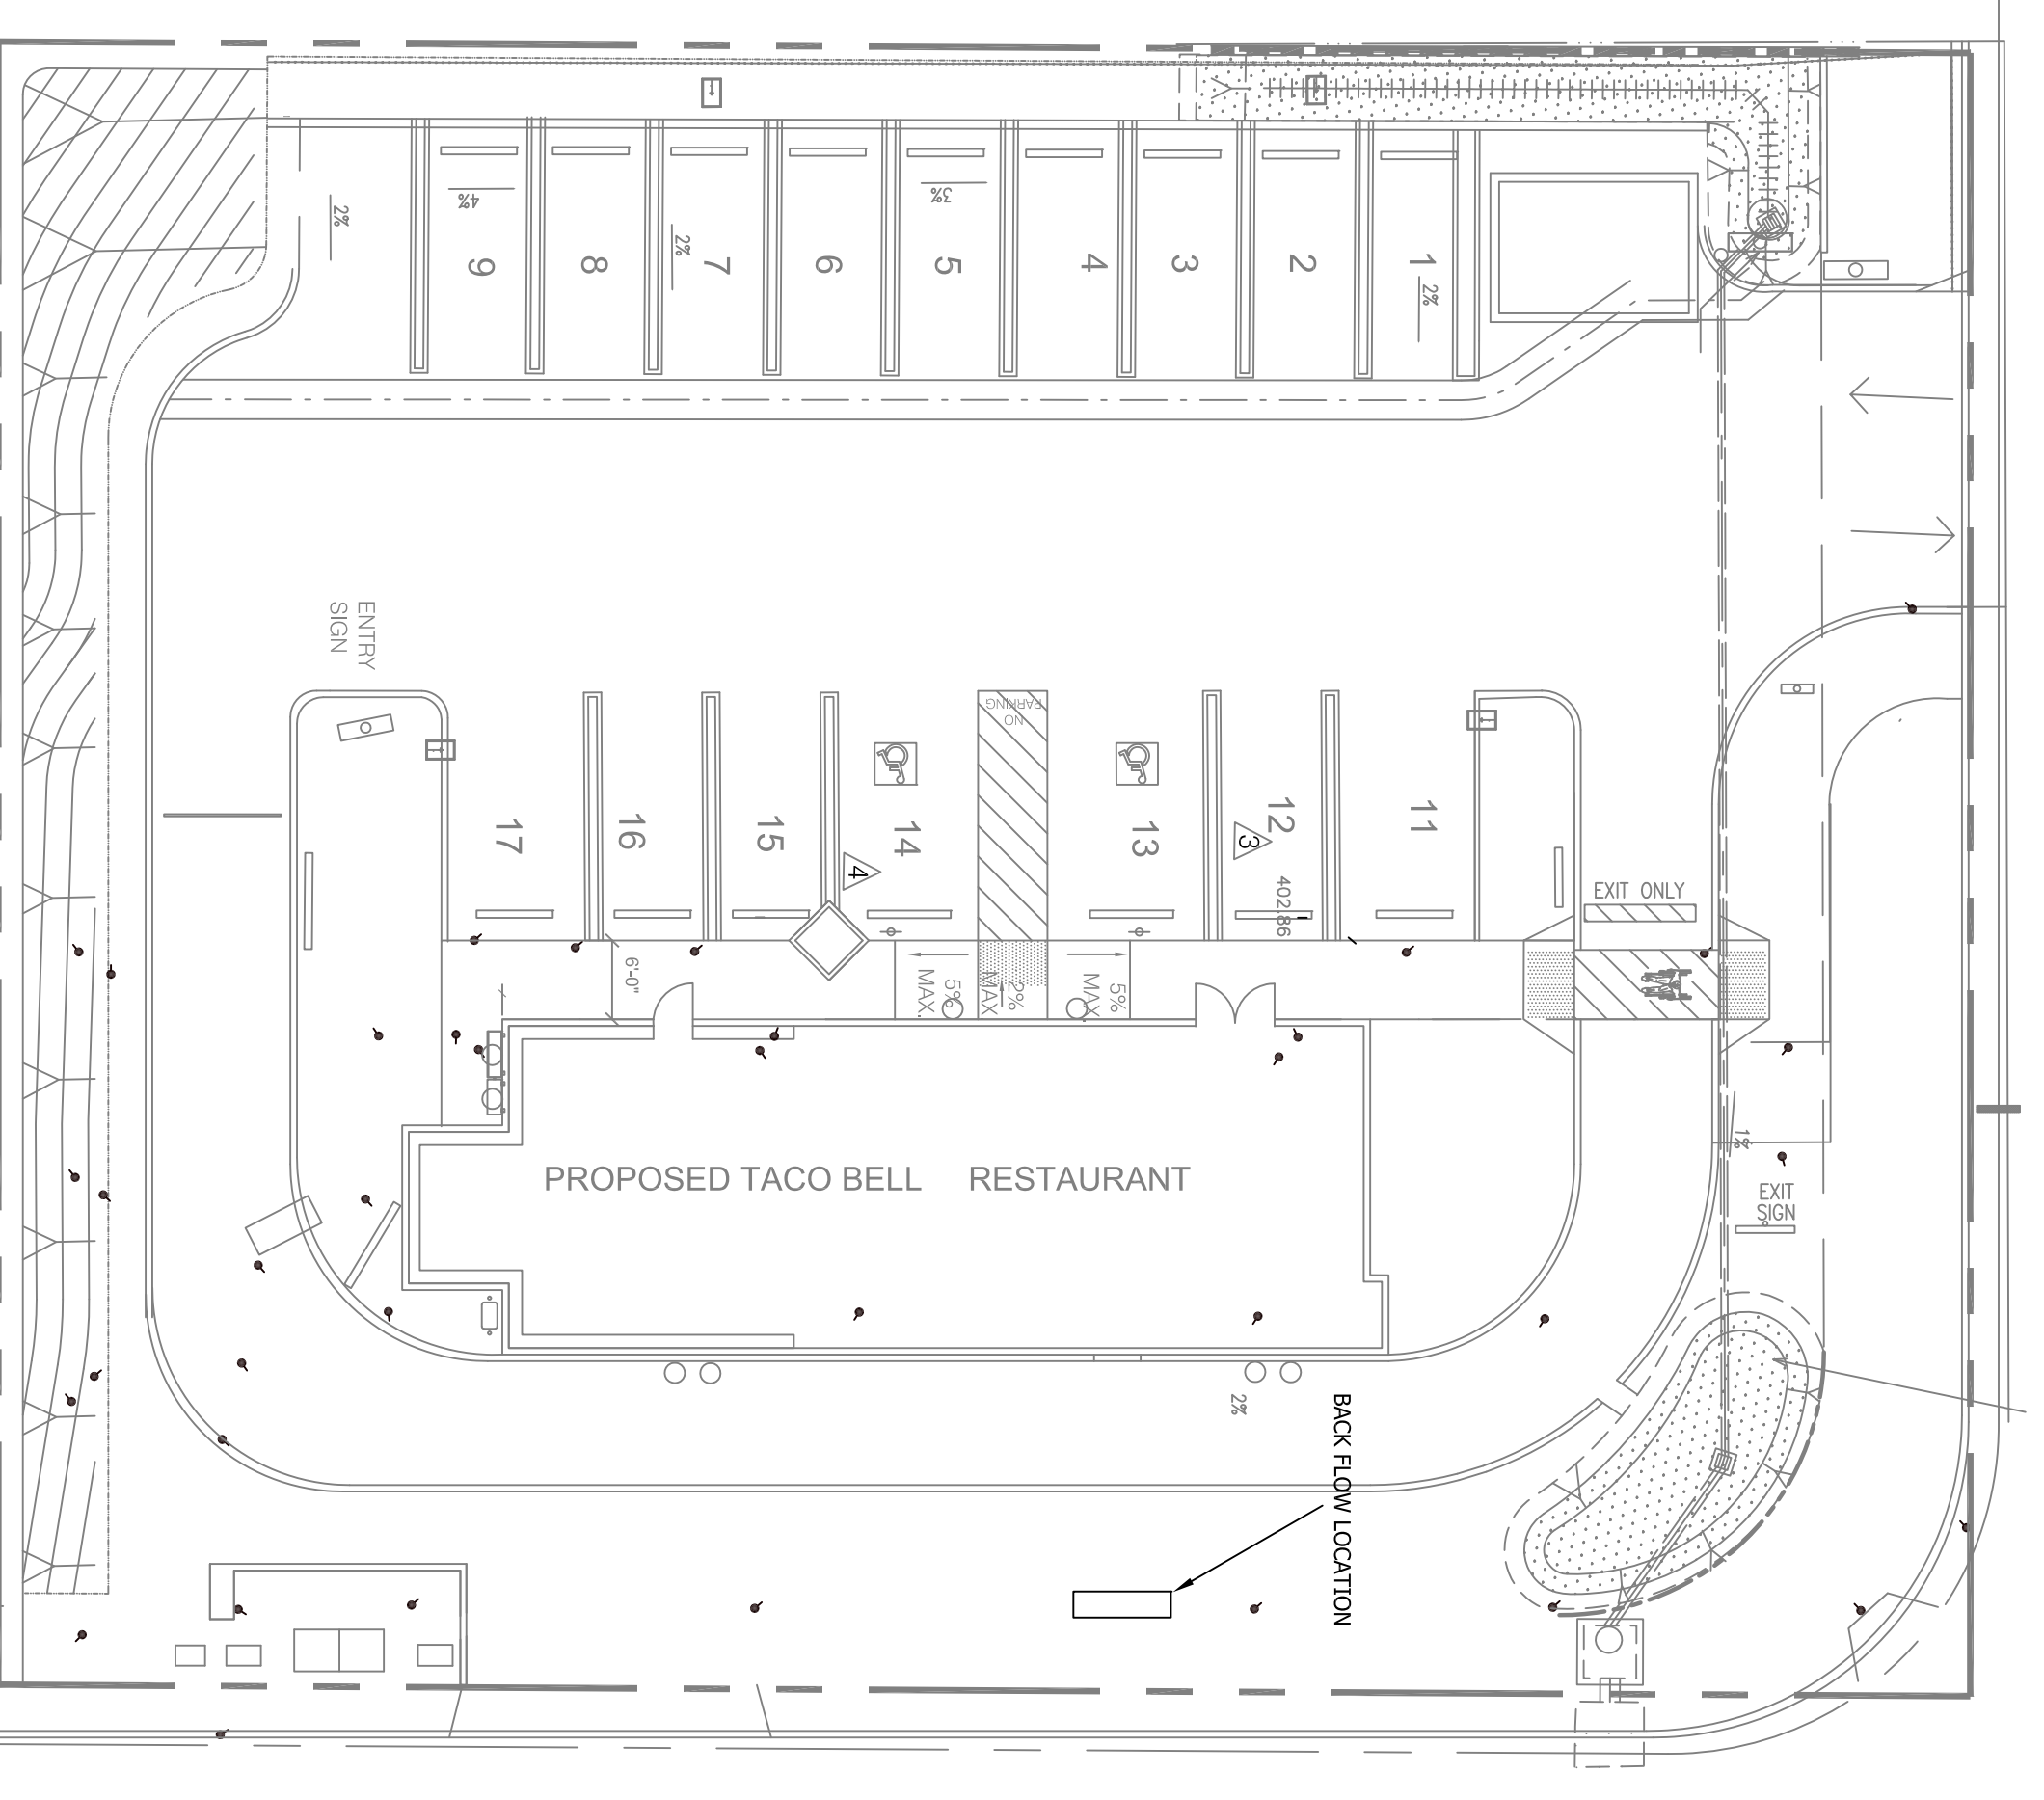 2%
4%
2%
3%
2%
9
8
7
6
5
4
3
2
1
ENTRY
SIGN
NO
PARKING
17
16
15
14
13
12
11
4
3
402.86
EXIT ONLY
6'-0"
5%
MAX.
2%
MAX
5%
MAX.
PROPOSED TACO BELL RESTAURANT
1%
EXIT
SIGN
2%
BACK FLOW LOCATION